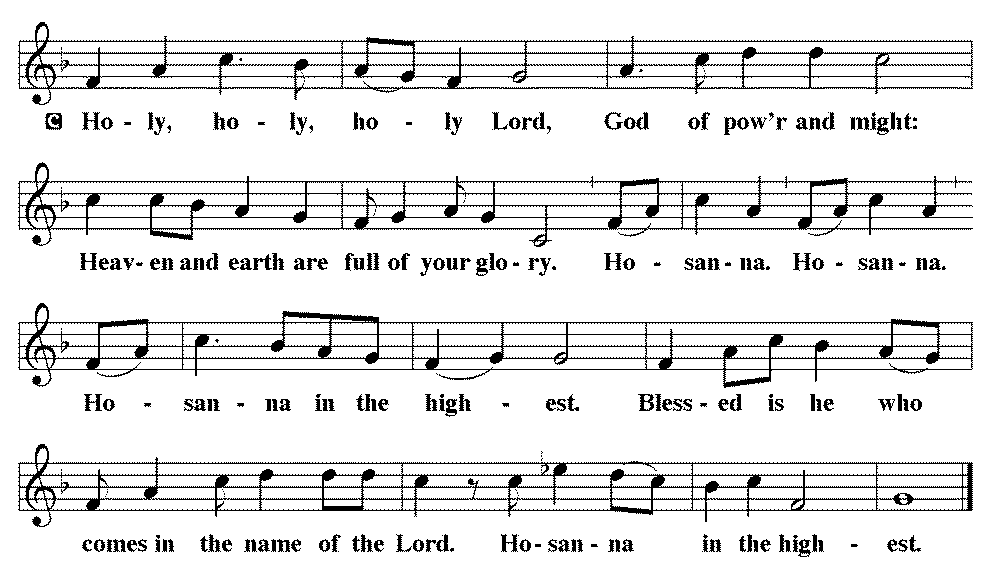 C Ho - ly, ho - ly, ho - ly Lord, God of pow'r and might:
Heav- en and earth are full of your glo - ry. Ho - san - na. Ho - san - na.
Ho - san - na in the high - est. Bless - ed is he who
comes in the name of the Lord. Ho- san - na in the high - est.